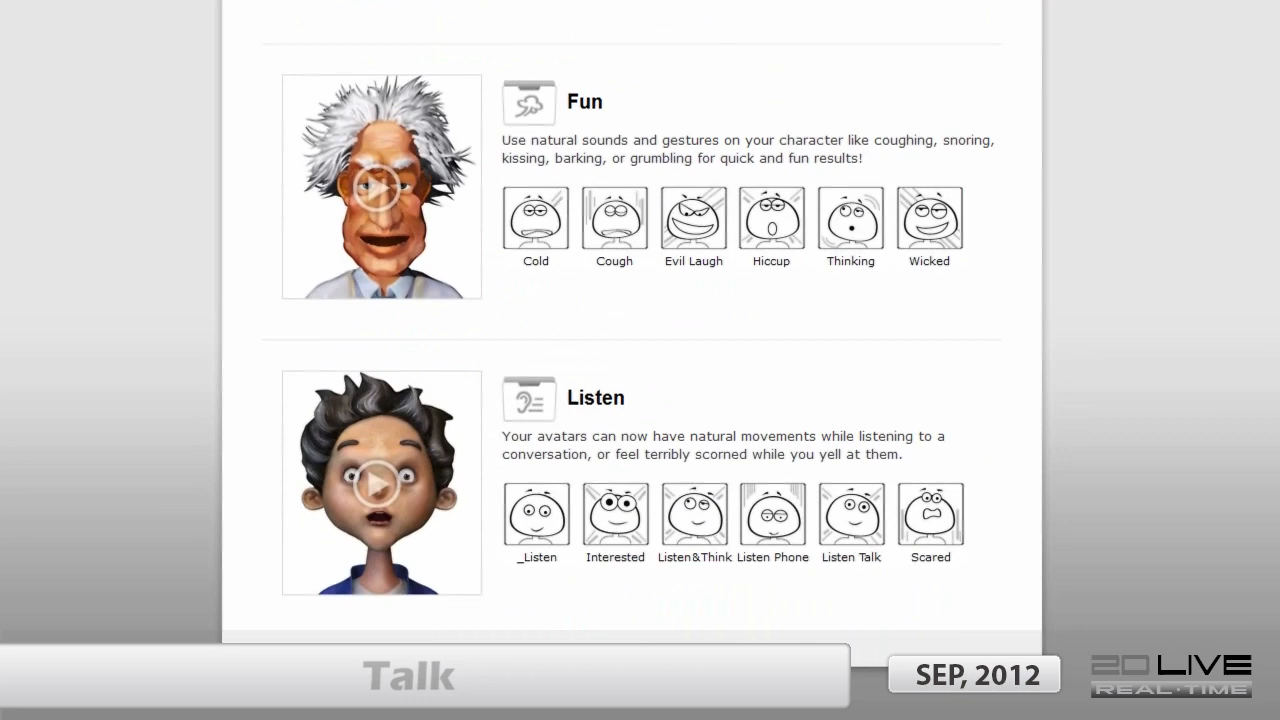 Fun
Use natural sounds and gestures on your character like coughing, snoring,
kissing, barking, or grumbling for quick and fun results!
Cold Cough Evil Laugh Hiccup Thinking Wicked
Listen
Your avatars can now have natural movements while listening to a
conversation, or feel terribly scorned while you yell at them.
_Listen Interested Listen&Think Listen Phone Listen Talk Scared
Talk
SEP, 2012
20 LIVE
REAL·TIME